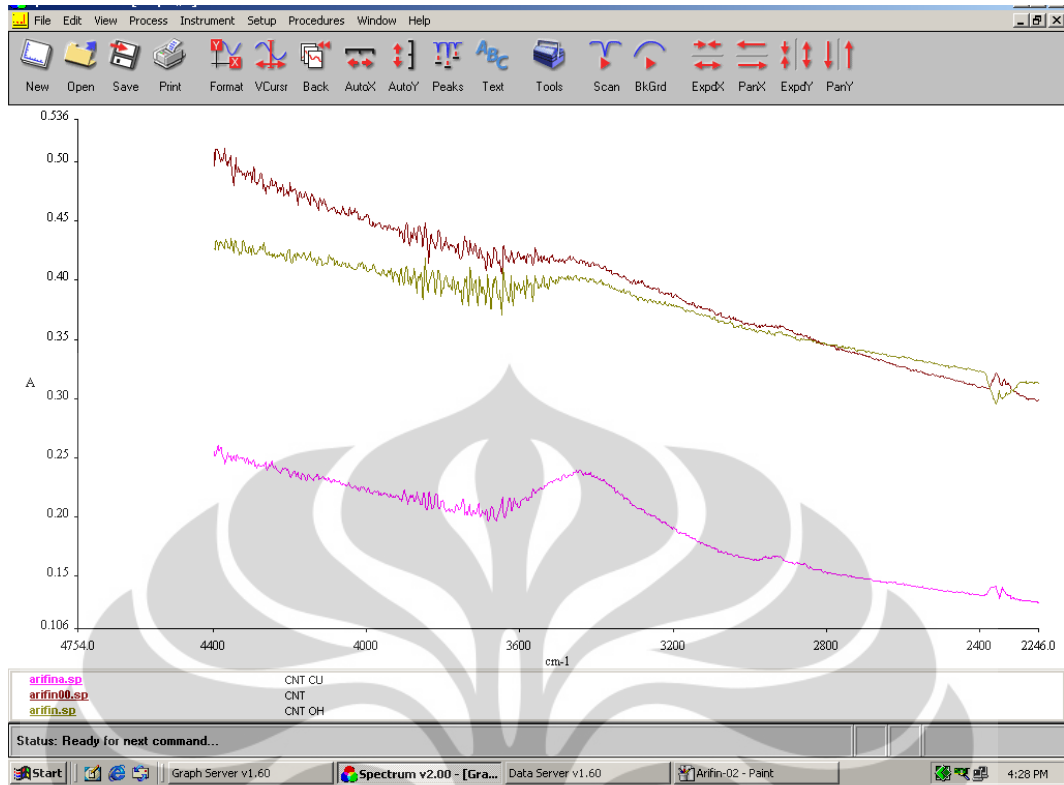 File Edit View Process Instrument Setup Procedures Window Help
New Open Save Print Format VCursr Back AutoX AutoY Peaks Text Tools Scan BkGrd ExpdX PanX ExpdY PanY
0.536
0.50
0.45
0.40
0.35
A
0.30
0.25
0.20
0.15
0.106
4754.0 4400 4000 3600 3200 2800 2400 2246.0
cm-1
arifina.sp CNT CU
arifin00.sp CNT
arifin.sp CNT OH
Status: Ready for next command...
Start Graph Server v1.60 Spectrum v2.00 - [Gra... Data Server v1.60 Arifin-02 - Paint 4:28 PM